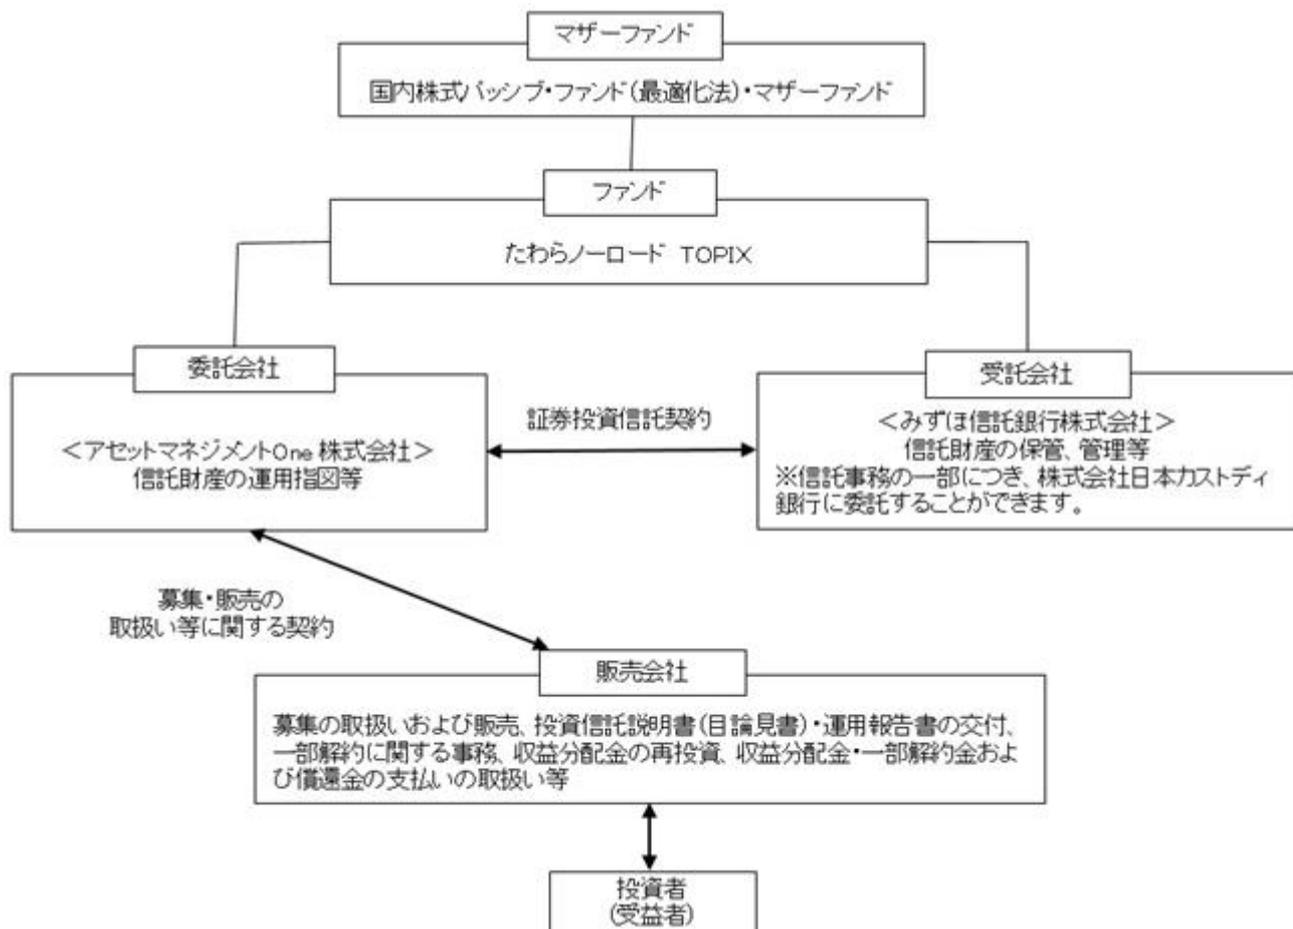 マザーファンド
国内株式パッシブ・ファンド(最適化法)・マザーファンド
ファンド
たわらノーロード TOPIX
委託会社
<アセットマネジメントOne 株式会社>
信託財産の運用指図等
証券投資信託契約
受託会社
<みずほ信託銀行株式会社>
信託財産の保管、管理等
※信託事務の一部につき、株式会社日本カストディ
銀行に委託することができます。
募集・販売の
取扱い等に関する契約
販売会社
募集の取扱いおよび販売、投資信託説明書(目論見書)・運用報告書の交付、
一部解約に関する事務、収益分配金の再投資、収益分配金・一部解約金およ
び償還金の支払いの取扱い等
投資者
(受益者)